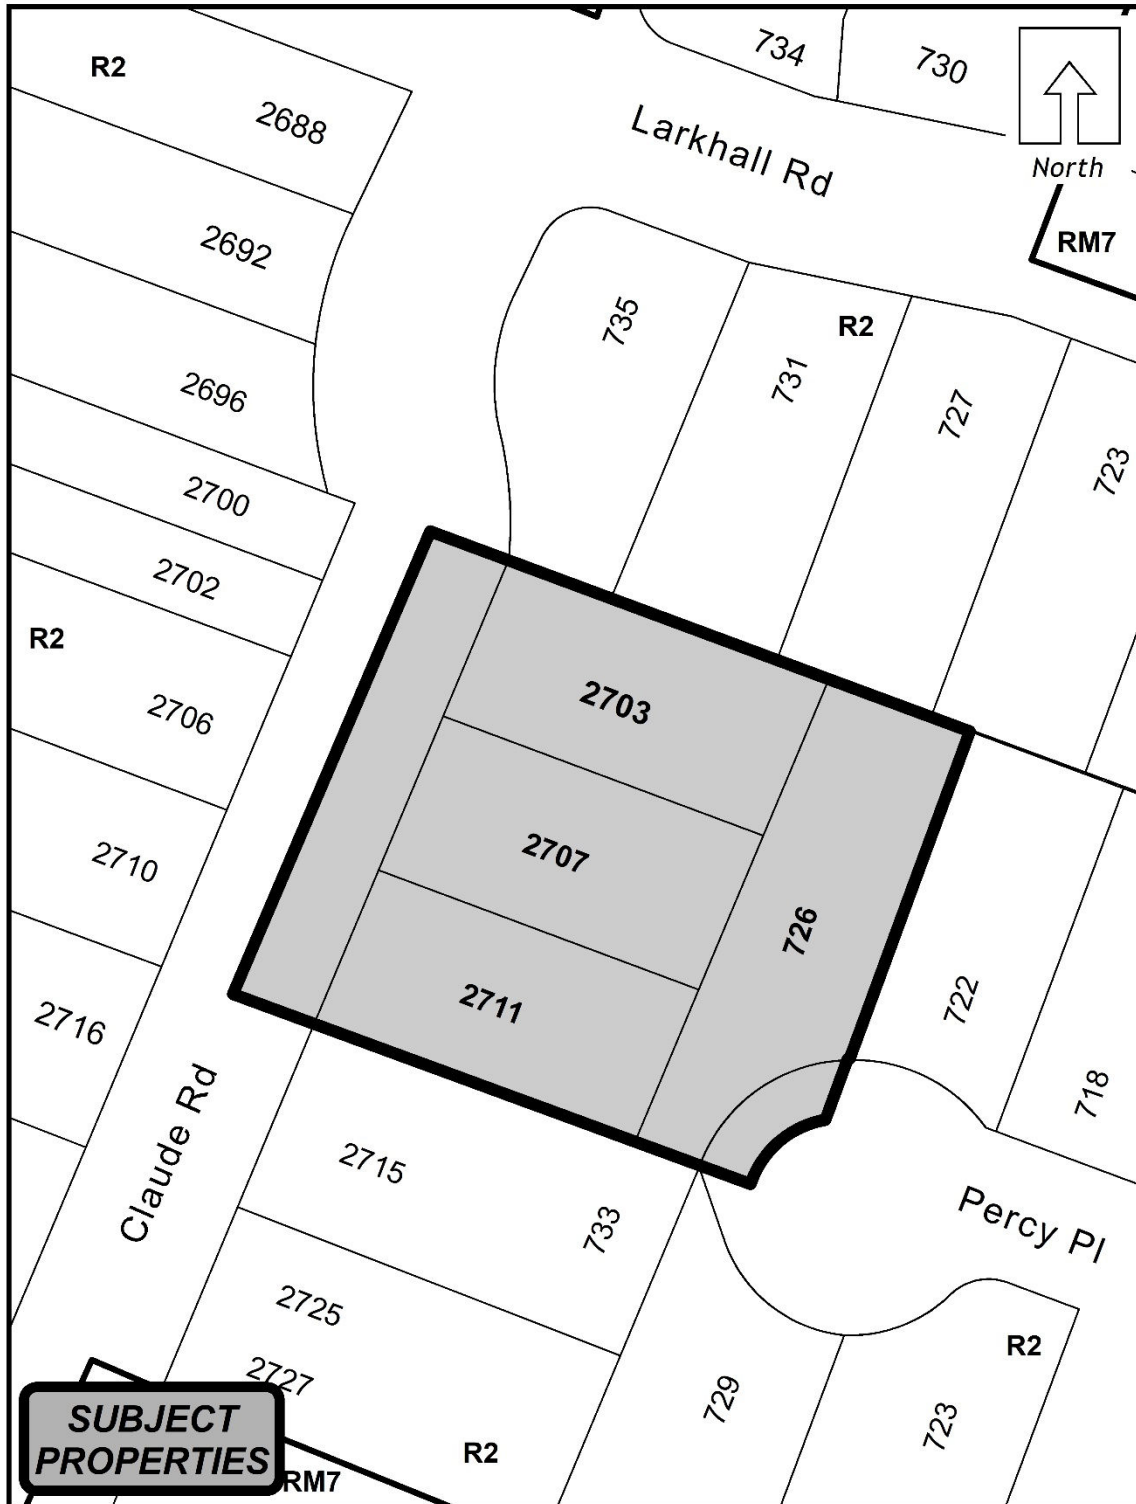 734
730
R2
2688
Larkhall Rd
North
2692
RM7
735
R2
731
2696
727
723
2700
2702
R2
2703
2706
2707
2710
726
2711
722
2716
718
Claude Rd
2715
Percy Pl
733
2725
R2
2727
729
723
SUBJECT
PROPERTIES
R2
RM7